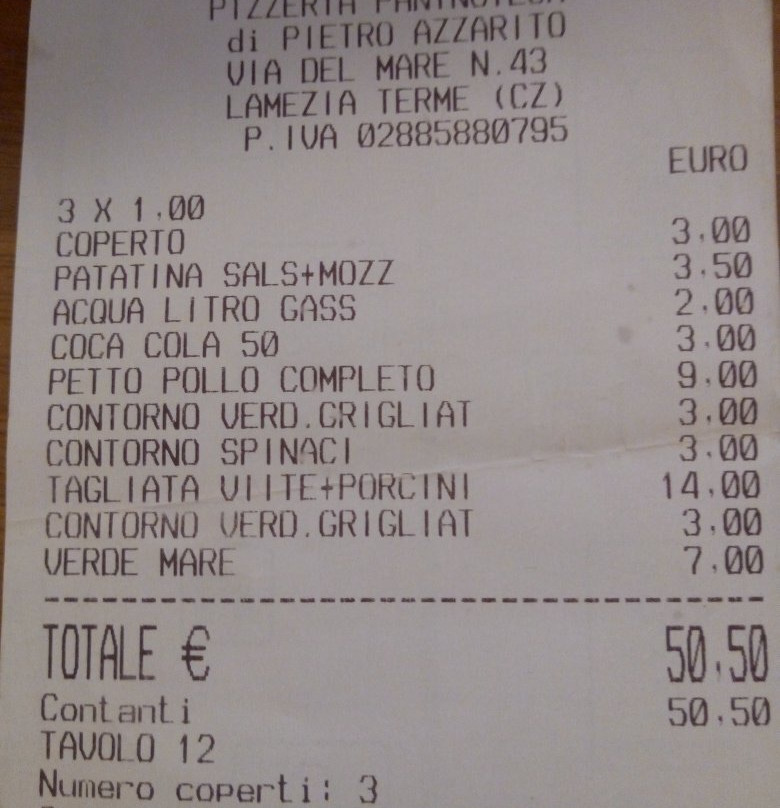 PIZZERIA PANINOTECA
di PIETRO AZZARITO
VIA DEL MARE N.43
LAMEZIA TERME (CZ)
P.IVA 02885880795
EURO
3 X 1,00
COPERTO 3,00
PATATINA SALS+MOZZ 3,50
ACQUA LITRO GASS 2,00
COCA COLA 50 3,00
PETTO POLLO COMPLETO 9,00
CONTORNO VERD.GRIGLIAT 3,00
CONTORNO SPINACI 3,00
TAGLIATA VIITE+PORCINI 14,00
CONTORNO VERD.GRIGLIAT 3,00
VERDE MARE 7,00
TOTALE € 50,50
Contanti 50,50
TAVOLO 12
Numero coperti: 3